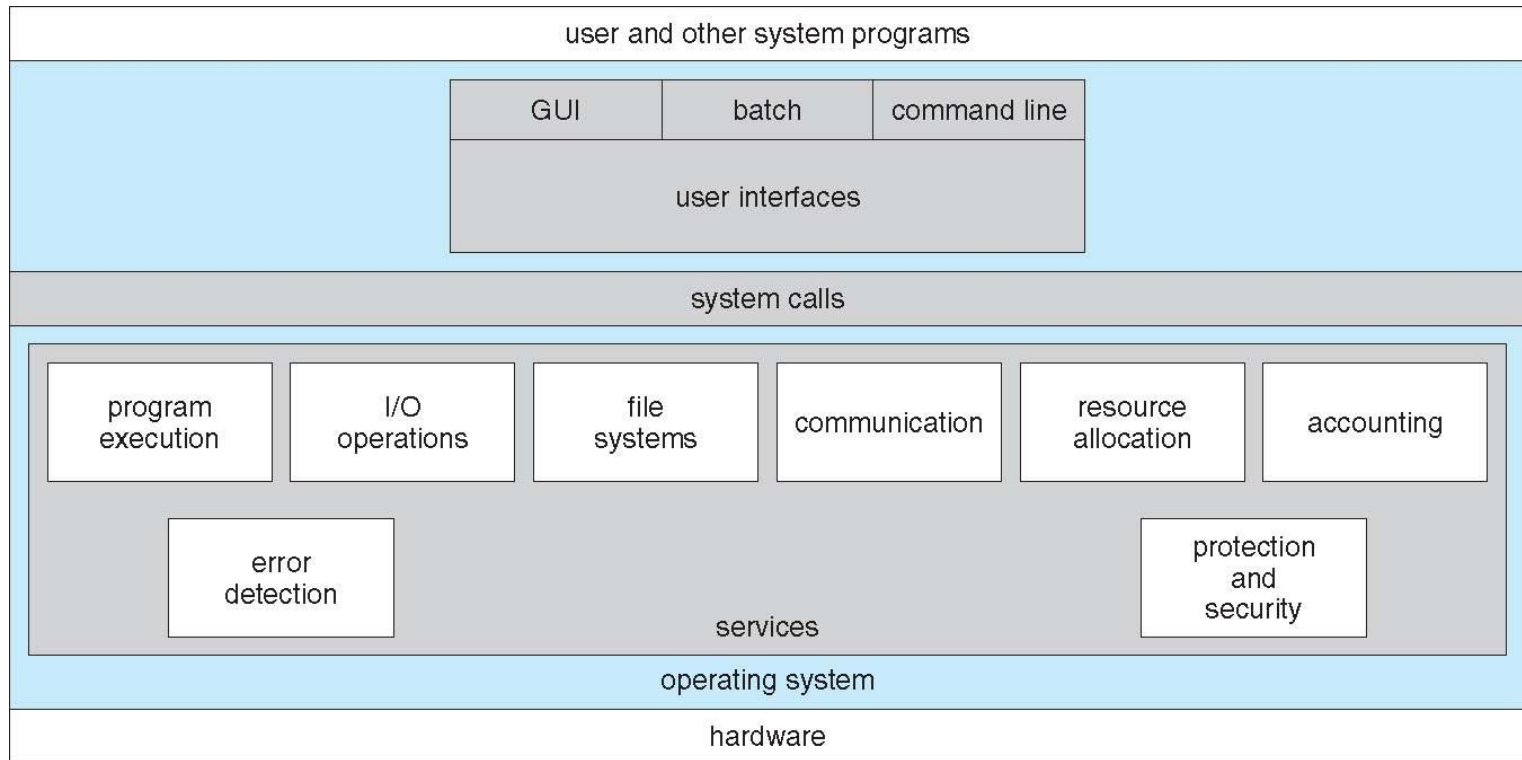 user and other system programs
GUI
batch
command line
user interfaces
system calls
program
execution
I/O
operations
file
systems
communication
resource
allocation
accounting
error
detection
protection
and
security
services
operating system
hardware